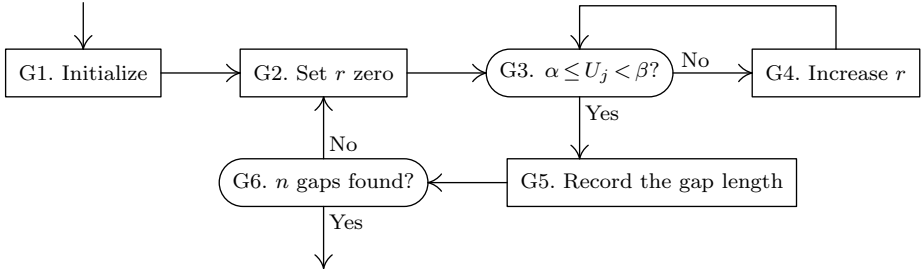 G1. Initialize
G2. Set r zero
G3. α ≤ U_j < β?
No
G4. Increase r
Yes
No
G6. n gaps found?
G5. Record the gap length
Yes